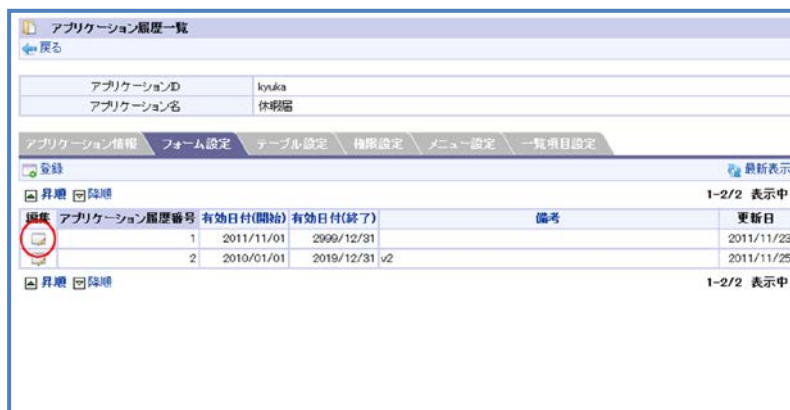 アプリケーション履歴一覧
戻る
アプリケーションID kyuka
アプリケーション名 休暇届
アプリケーション情報 フォーム設定 テーブル設定 権限設定 メニュー設定 一覧項目設定
登録 最新表示
昇順 降順 1-2/2 表示中
編集 アプリケーション履歴番号 有効日付(開始) 有効日付(終了) 備考 更新日
1 2011/11/01 2999/12/31 2011/11/23
2 2010/01/01 2019/12/31 v2 2011/11/25
昇順 降順 1-2/2 表示中